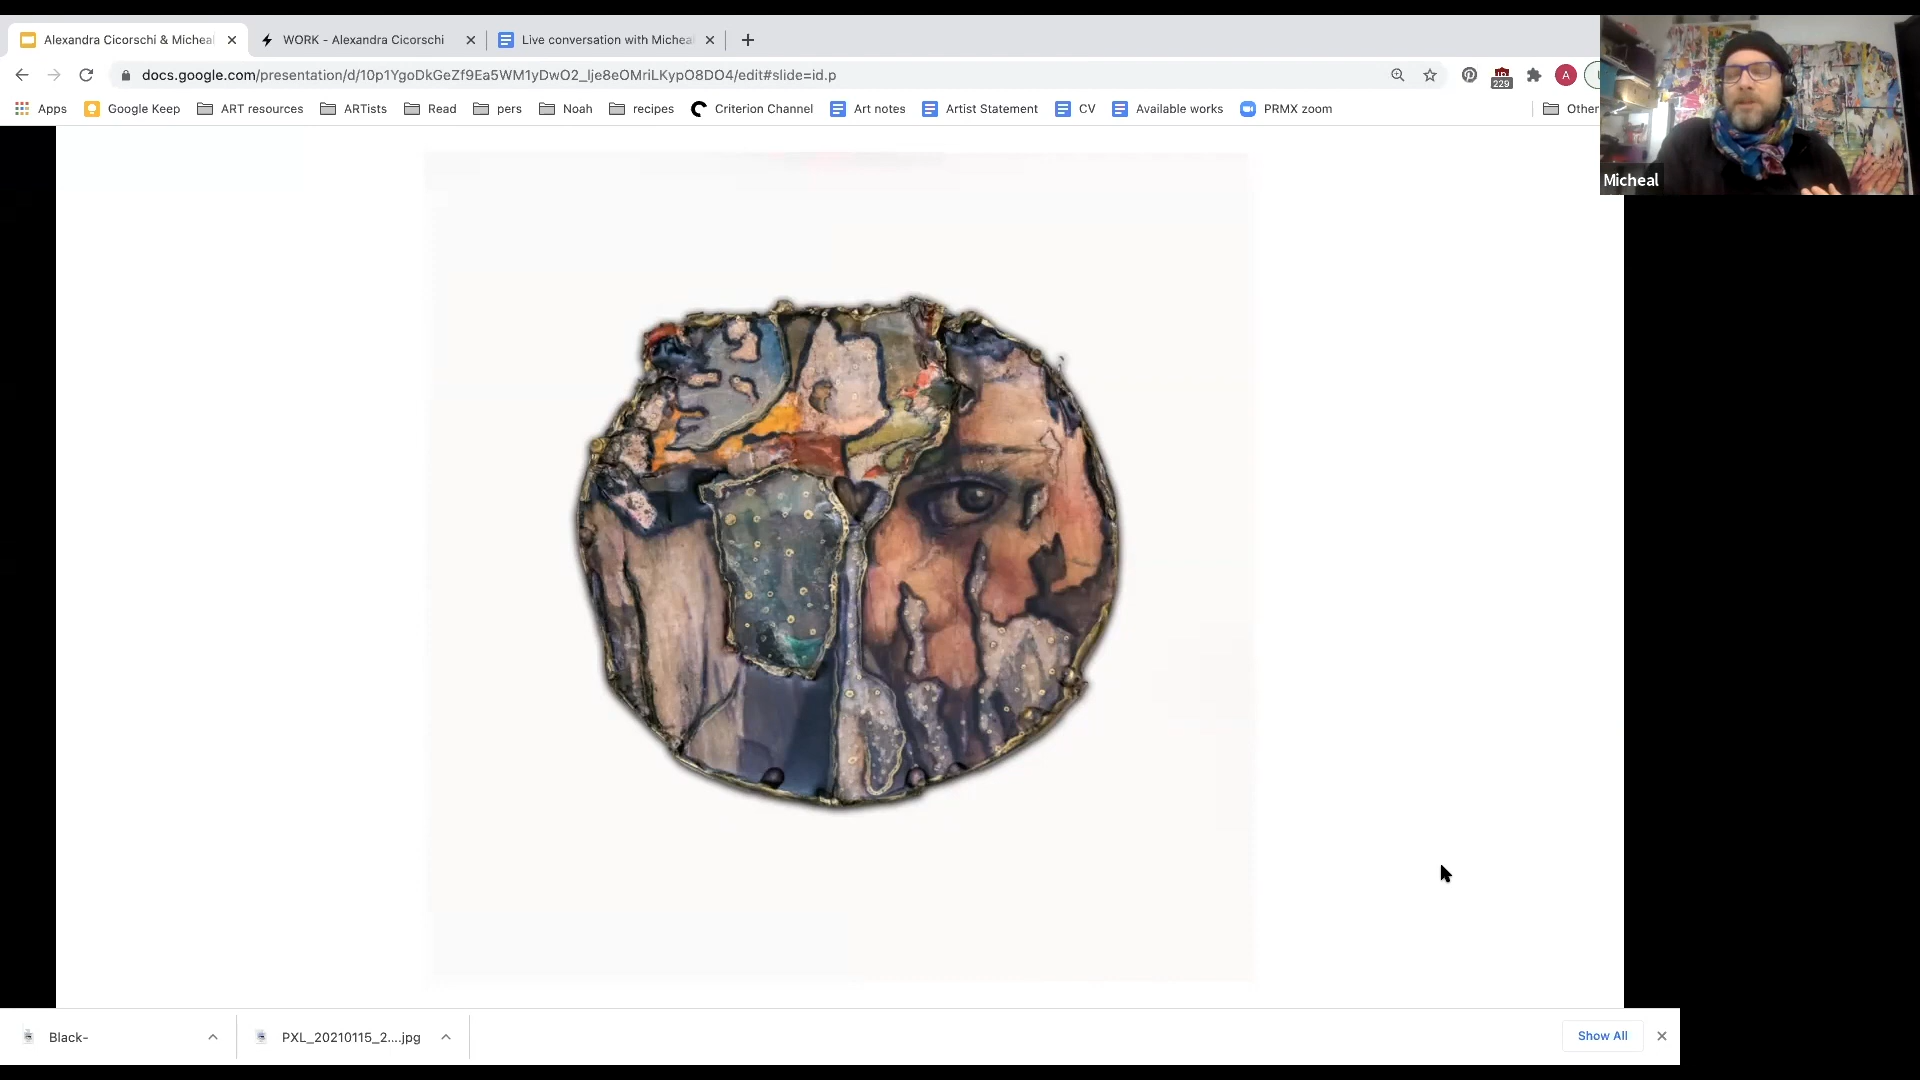 Alexandra Cicorschi & Micheal
WORK - Alexandra Cicorschi
Live conversation with Micheal
docs.google.com/presentation/d/10p1YgoDkGeZf9Ea5WM1yDwO2_lje8eOMriLKypO8DO4/edit#slide=id.p
229
A
Apps
Google Keep
ART resources
ARTists
Read
pers
Noah
recipes
Criterion Channel
Art notes
Artist Statement
CV
Available works
PRMX zoom
Other
Micheal
Black-
PXL_20210115_2....jpg
Show All